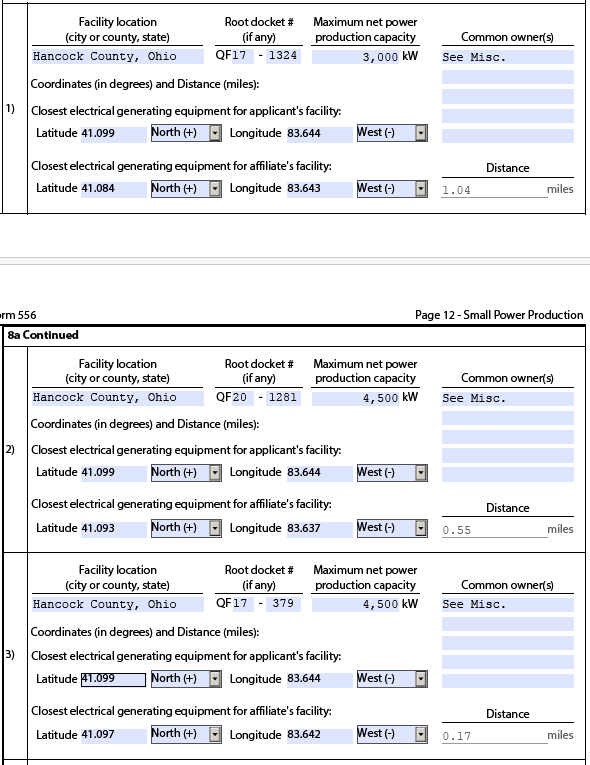 Facility location Root docket # Maximum net power
(city or county, state) (if any) production capacity Common owner(s)
Hancock County, Ohio QF17 - 1324 3,000 kW See Misc.
Coordinates (in degrees) and Distance (miles):
1) Closest electrical generating equipment for applicant's facility:
Latitude 41.099 North (+) Longitude 83.644 West (-)
Closest electrical generating equipment for affiliate's facility: Distance
Latitude 41.084 North (+) Longitude 83.643 West (-) 1.04 miles
rm 556 Page 12 - Small Power Production
8a Continued
Facility location Root docket # Maximum net power
(city or county, state) (if any) production capacity Common owner(s)
Hancock County, Ohio QF20 - 1281 4,500 kW See Misc.
Coordinates (in degrees) and Distance (miles):
2) Closest electrical generating equipment for applicant's facility:
Latitude 41.099 North (+) Longitude 83.644 West (-)
Closest electrical generating equipment for affiliate's facility: Distance
Latitude 41.093 North (+) Longitude 83.637 West (-) 0.55 miles
Facility location Root docket # Maximum net power
(city or county, state) (if any) production capacity Common owner(s)
Hancock County, Ohio QF17 - 379 4,500 kW See Misc.
Coordinates (in degrees) and Distance (miles):
3) Closest electrical generating equipment for applicant's facility:
Latitude 41.099 North (+) Longitude 83.644 West (-)
Closest electrical generating equipment for affiliate's facility: Distance
Latitude 41.097 North (+) Longitude 83.642 West (-) 0.17 miles